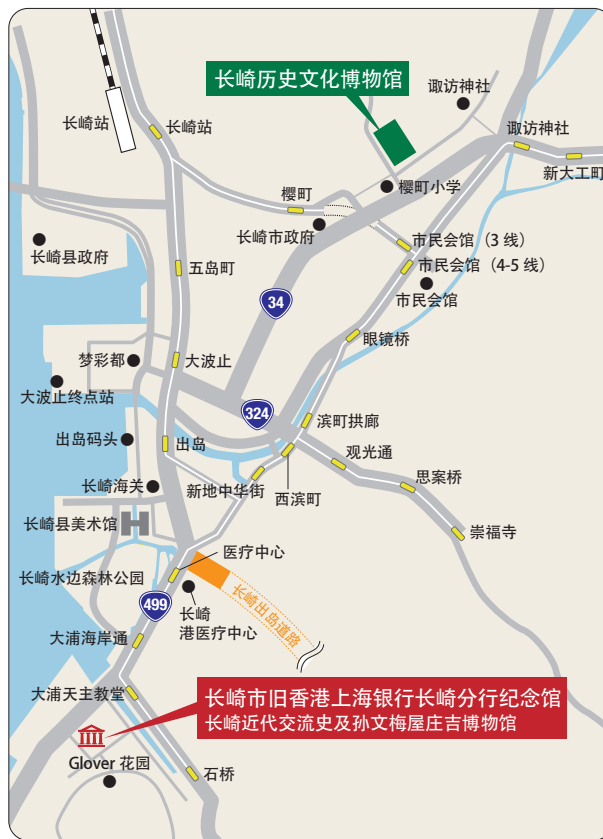 长崎历史文化博物馆
诹访神社
长崎站
长崎站
诹访神社
新大工町
樱町
樱町小学
长崎市政府
市民会馆（3 线）
长崎县政府
市民会馆（4-5 线）
五岛町
市民会馆
34
眼镜桥
梦彩都
大波止
大波止终点站
324
滨町拱廊
出岛码头
出岛
观光通
思案桥
长崎海关
新地中华街
西滨町
长崎县美术馆
崇福寺
医疗中心
长崎水边森林公园
长崎出岛道路
499
长崎
港医疗中心
大浦海岸通
大浦天主教堂
长崎市旧香港上海银行长崎分行纪念馆
长崎近代交流史及孙文梅屋庄吉博物馆
Glover 花园
石桥